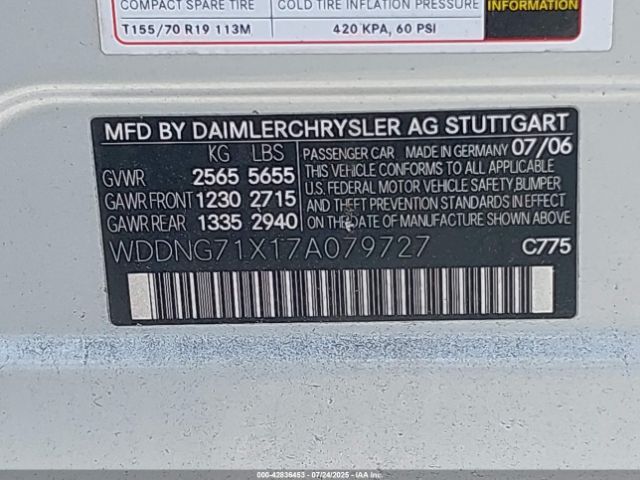 COMPACT SPARE TIRE COLD TIRE INFLATION PRESSURE
T155/70 R19 113M 420 KPA, 60 PSI
INFORMATION
MFD BY DAIMLERCHRYSLER AG STUTTGART
KG LBS PASSENGER CAR MADE IN GERMANY 07/06
GVWR 2565 5655 THIS VEHICLE CONFORMS TO ALL APPLICABLE
GAWR FRONT 1230 2715 U.S. FEDERAL MOTOR VEHICLE SAFETY,BUMPER
AND THEFT PREVENTION STANDARDS IN EFFECT
GAWR REAR 1335 2940 ON THE DATE OF MANUFACTURE SHOWN ABOVE.
WDDNG71X17A079727 C775
000-42836453 - 07/24/2025 - IAAI.COM